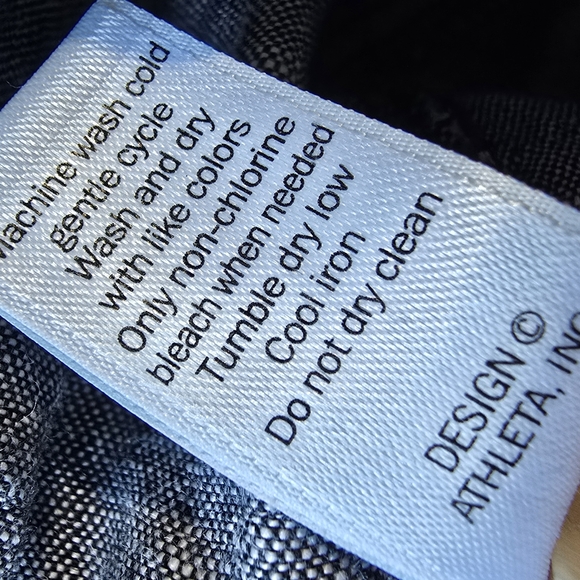 Machine wash cold
gentle cycle
Wash and dry
with like colors
Only non-chlorine
bleach when needed
Tumble dry low
Cool iron
Do not dry clean
DESIGN ©
ATHLETA, INC